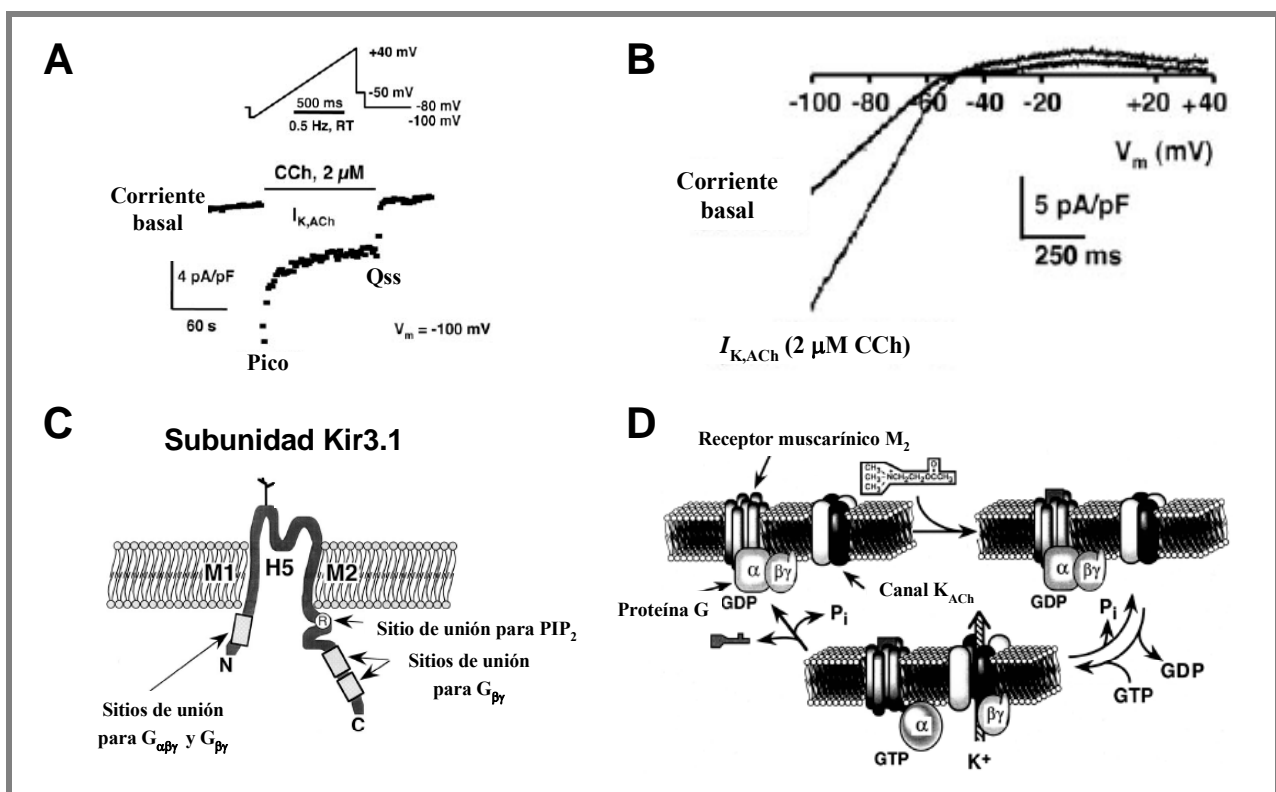 A
+40 mV
-50 mV
500 ms
-80 mV
0.5 Hz, RT
-100 mV
CCh, 2 µM
Corriente
basal
I K,ACh
4 pA/pF
Qss
60 s
Vm = -100 mV
Pico
B
-100 -80 -60 -40 -20 +20 +40
Vm (mV)
Corriente
basal
5 pA/pF
250 ms
IK,ACh (2 µM CCh)
C
Subunidad Kir3.1
M1
H5
M2
R
Sitio de unión para PIP2
N
Sitios de unión
para Gβγ
C
Sitios de unión
para Gαβγ y Gβγ
D
Receptor muscarínico M2
CH3
O
CH3 N CH2CH2OCCH3
CH3
+
α βγ
GDP
Canal KACh
Proteína G
α βγ
GDP
Pi
Pi
GDP
GTP
α
βγ
GTP
K+